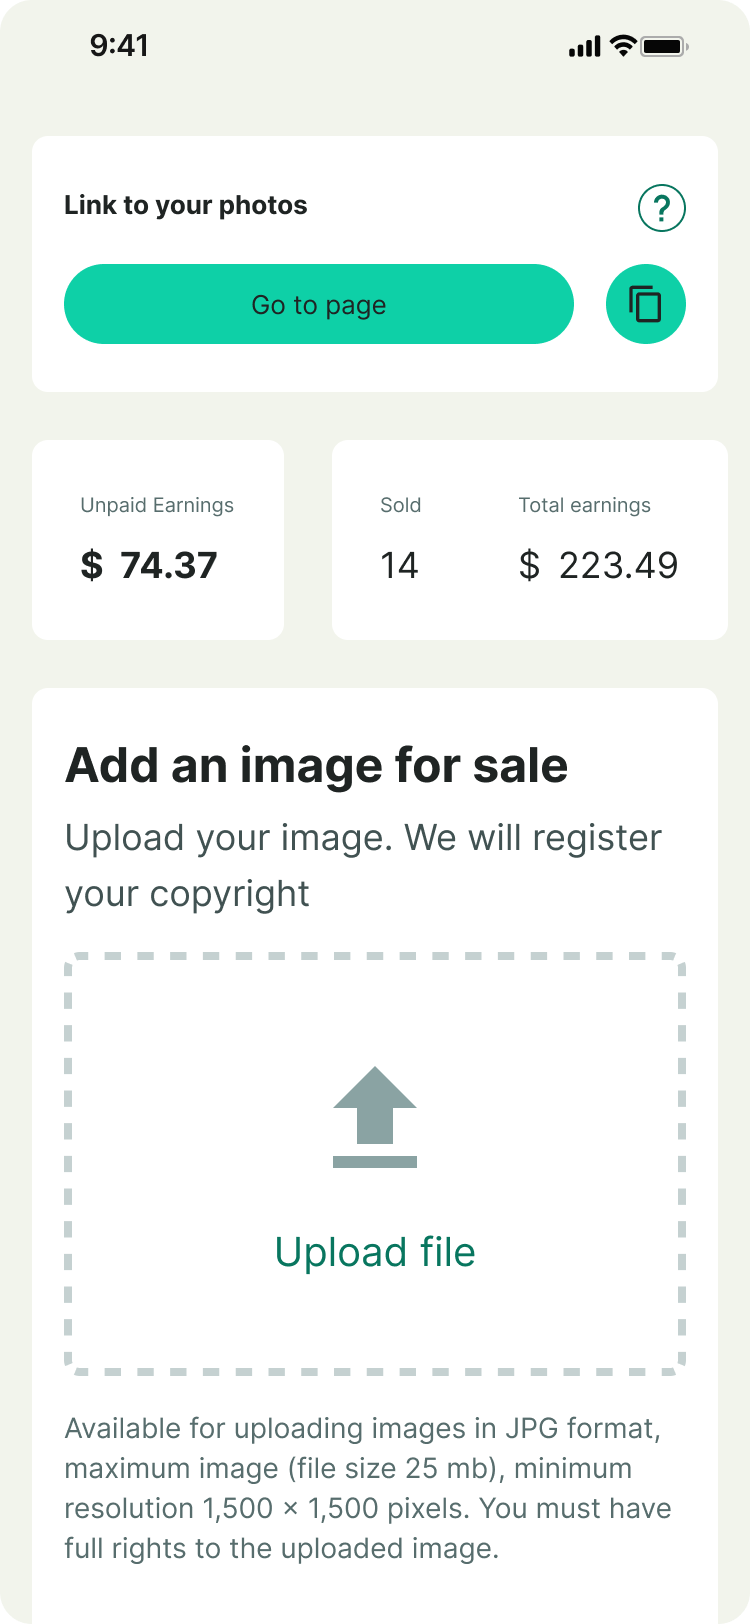 9:41
Link to your photos
?
Go to page
Unpaid Earnings
$ 74.37
Sold
14
Total earnings
$ 223.49
Add an image for sale
Upload your image. We will register
your copyright
Upload file
Available for uploading images in JPG format,
maximum image (file size 25 mb), minimum
resolution 1,500 × 1,500 pixels. You must have
full rights to the uploaded image.